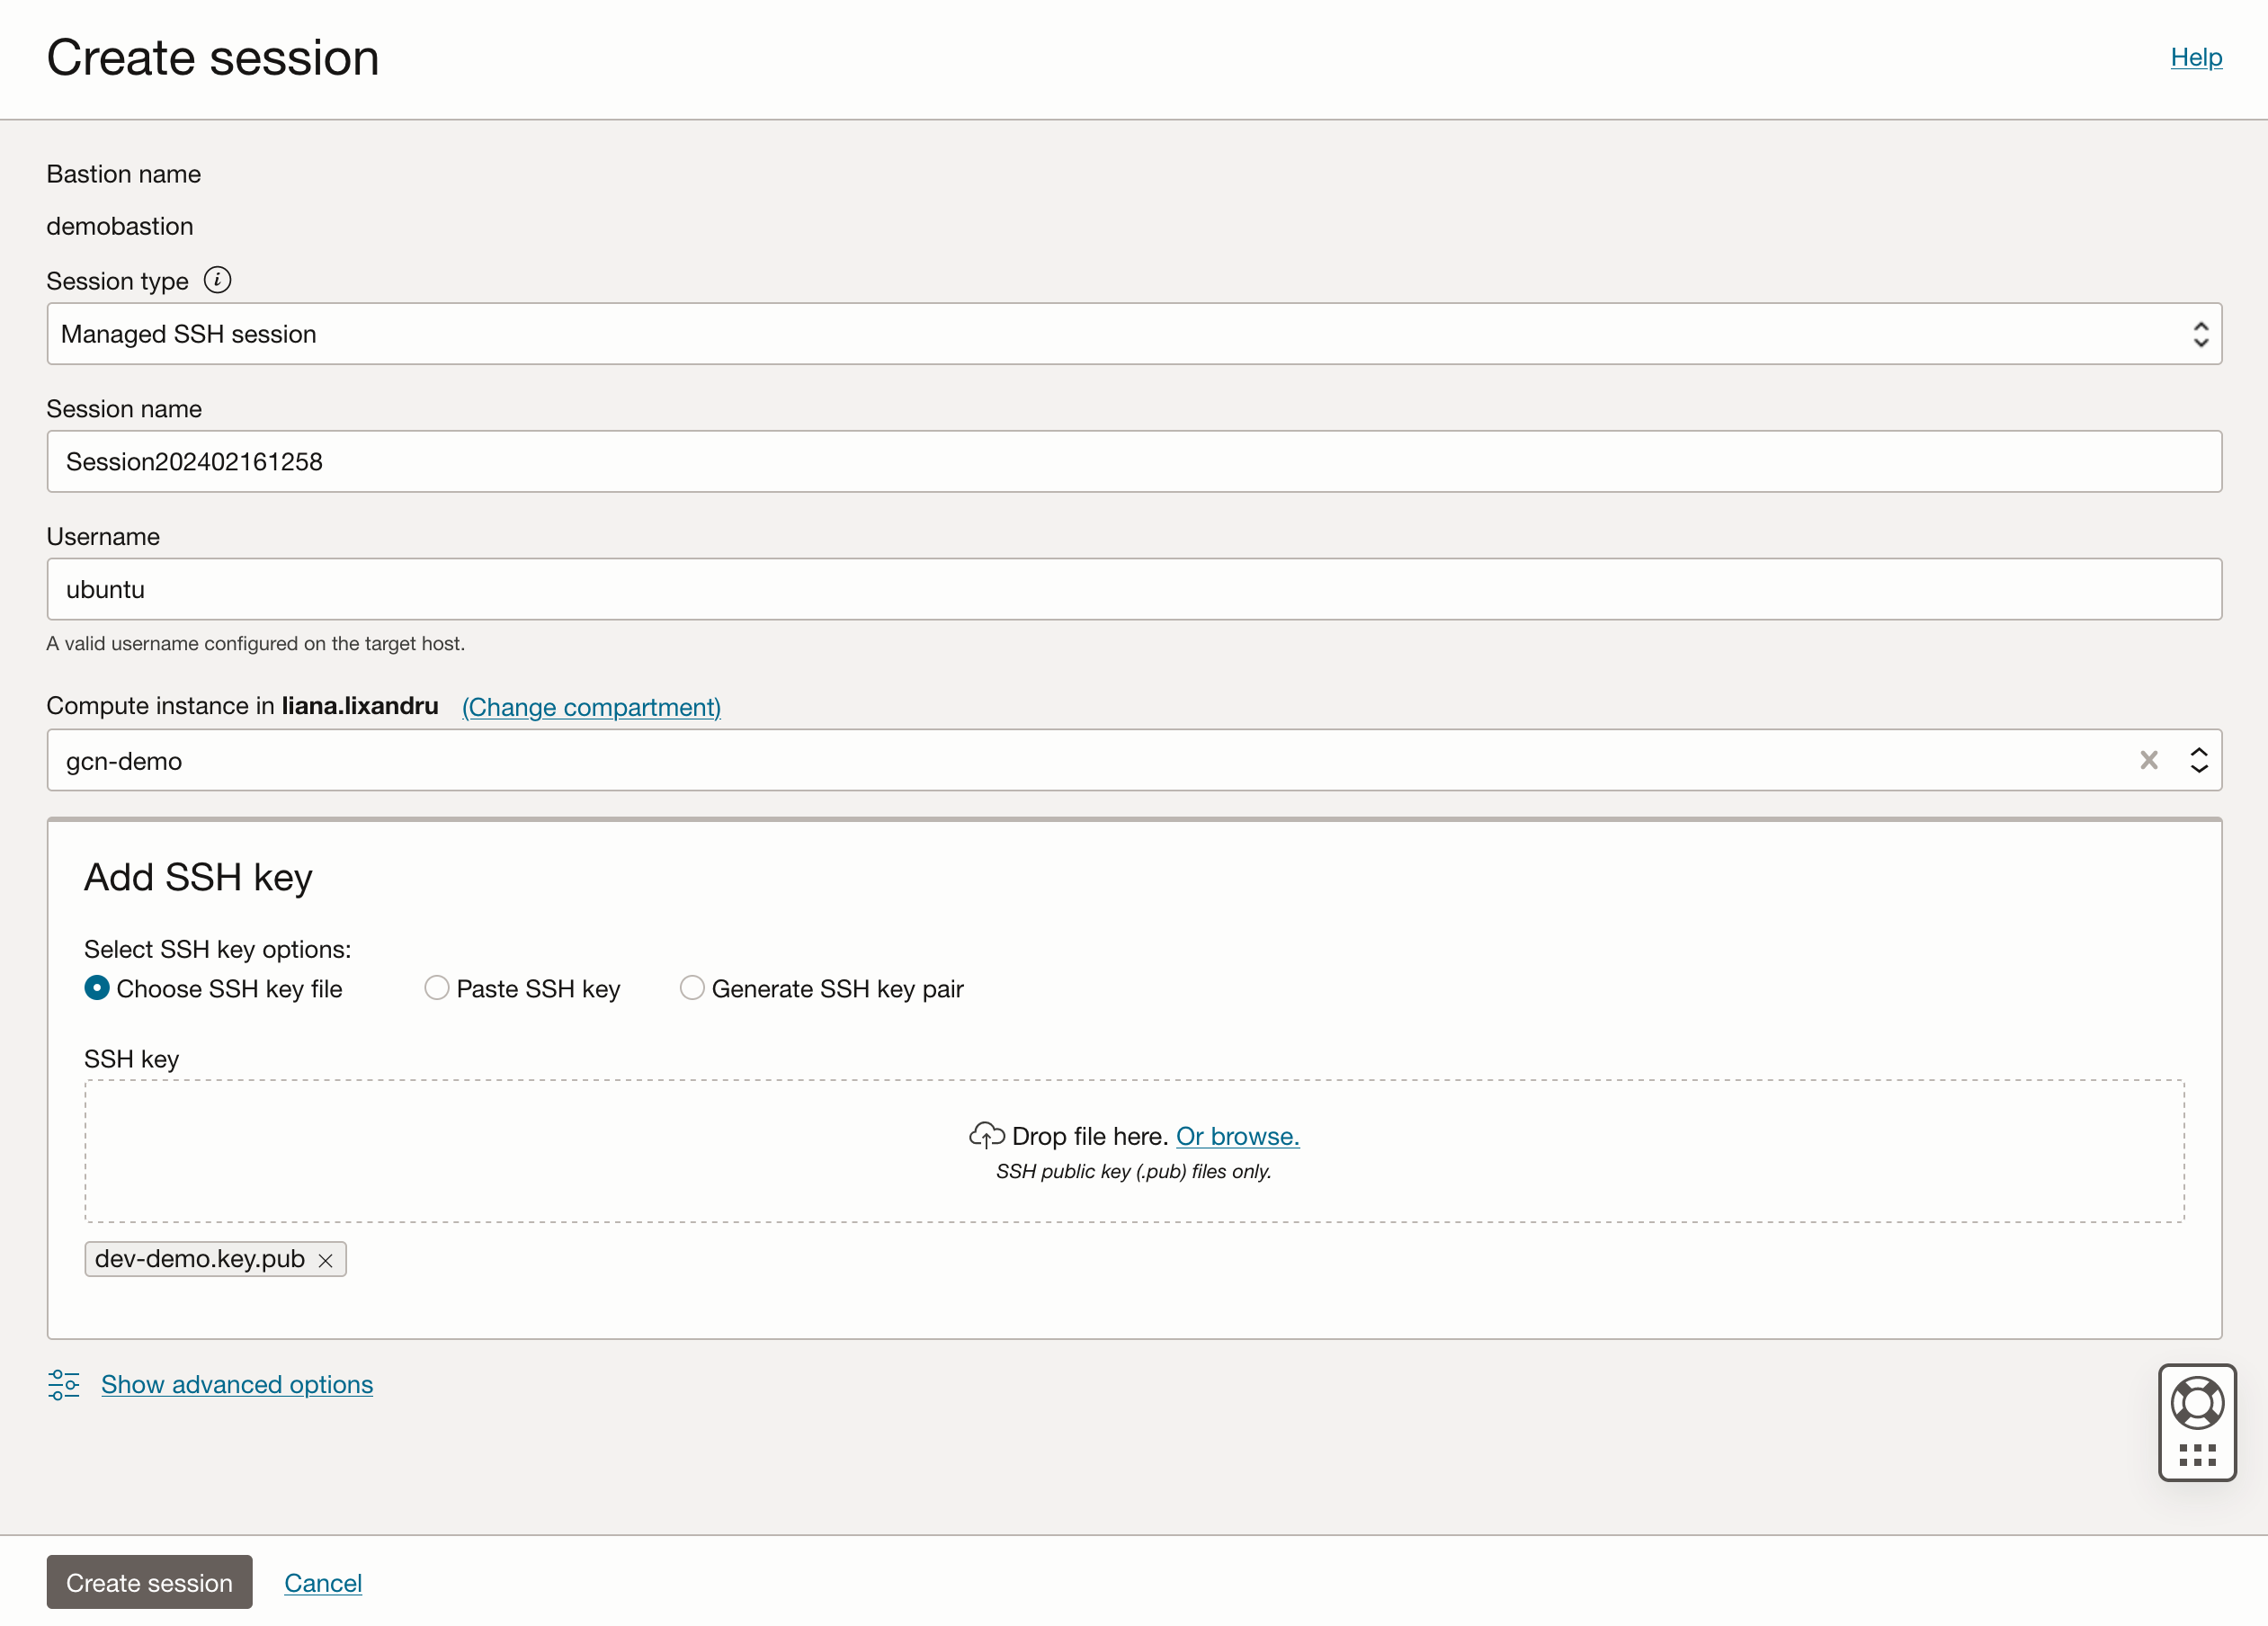 Create session
Help
Bastion name
demobastion
Session type
Managed SSH session
Session name
Session202402161258
Username
ubuntu
A valid username configured on the target host.
Compute instance in liana.lixandru (Change compartment)
gcn-demo
Add SSH key
Select SSH key options:
Choose SSH key file Paste SSH key Generate SSH key pair
SSH key
Drop file here. Or browse.
SSH public key (.pub) files only.
dev-demo.key.pub
Show advanced options
Create session Cancel